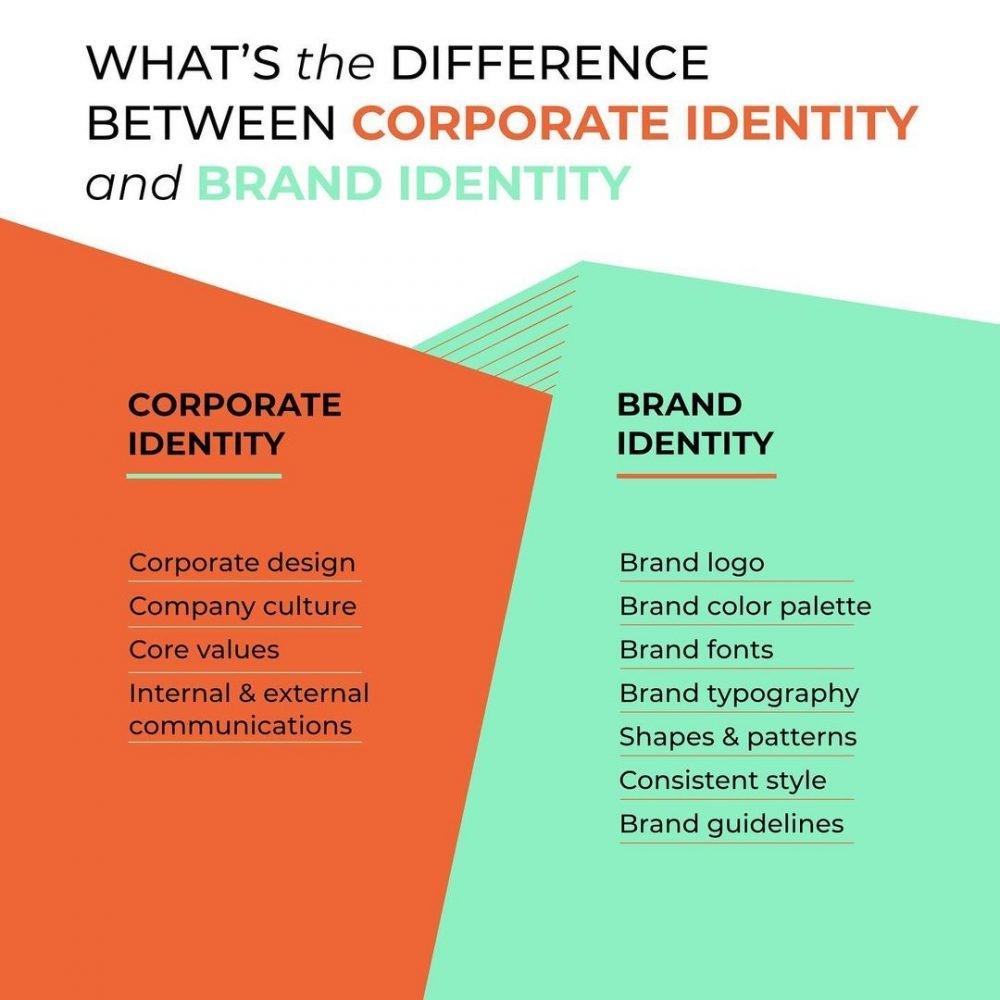 WHAT’S the DIFFERENCE
BETWEEN CORPORATE IDENTITY
and BRAND IDENTITY
CORPORATE
IDENTITY
Corporate design
Company culture
Core values
Internal & external
communications
BRAND
IDENTITY
Brand logo
Brand color palette
Brand fonts
Brand typography
Shapes & patterns
Consistent style
Brand guidelines